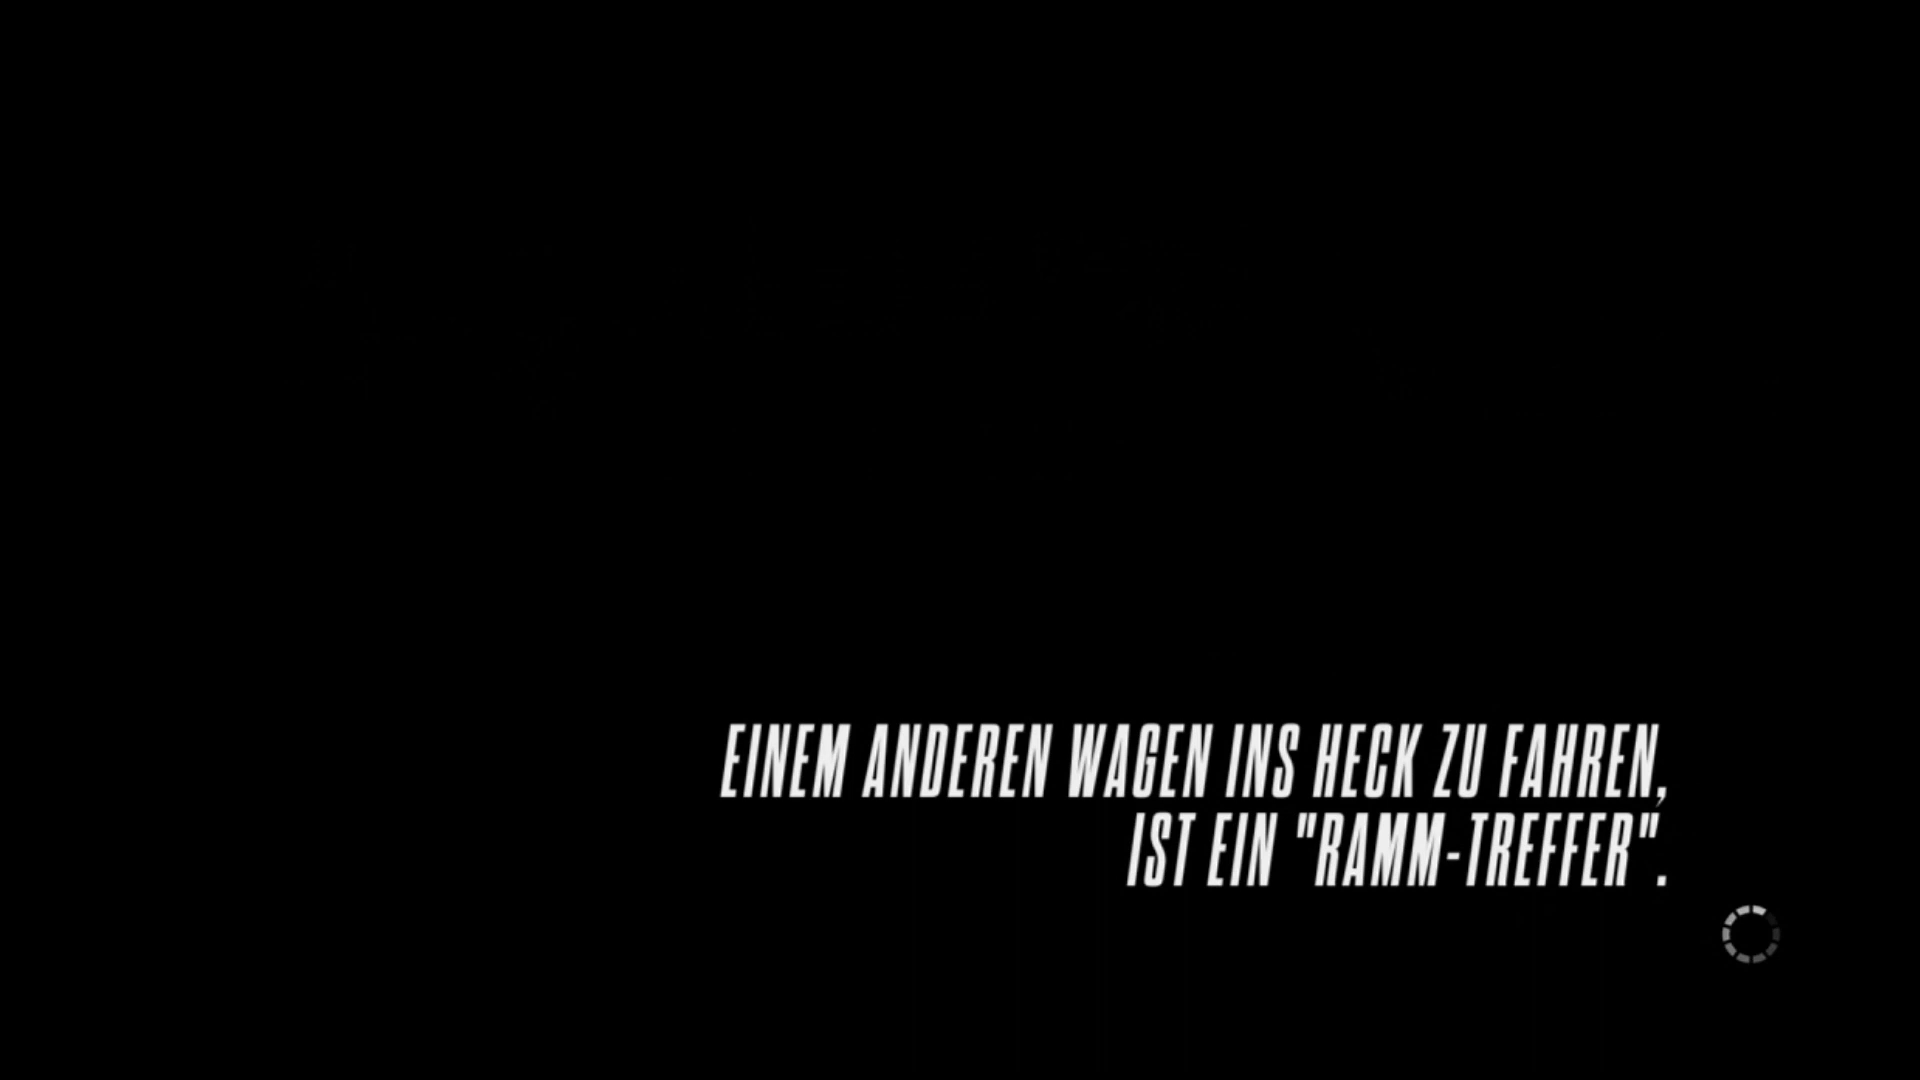 EINEM ANDEREN WAGEN INS HECK ZU FAHREN,
IST EIN "RAMM-TREFFER".